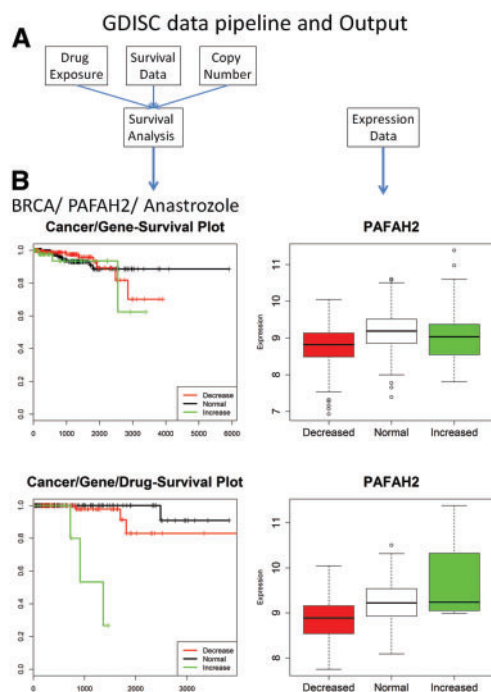 GDISC data pipeline and Output
A
Drug Exposure
Survival Data
Copy Number
Survival Analysis
Expression Data
B
BRCA/ PAFAH2/ Anastrozole
Cancer/Gene-Survival Plot
1.0
0.8
0.6
0.4
0.2
0.0
Decrease
Normal
Increase
0 1000 2000 3000 4000 5000 6000
PAFAH2
Expression
11
10
9
8
7
Decreased Normal Increased
Cancer/Gene/Drug-Survival Plot
1.0
0.8
0.6
0.4
0.2
0.0
Decrease
Normal
Increase
0 1000 2000 3000
PAFAH2
Expression
11
10
9
8
Decreased Normal Increased